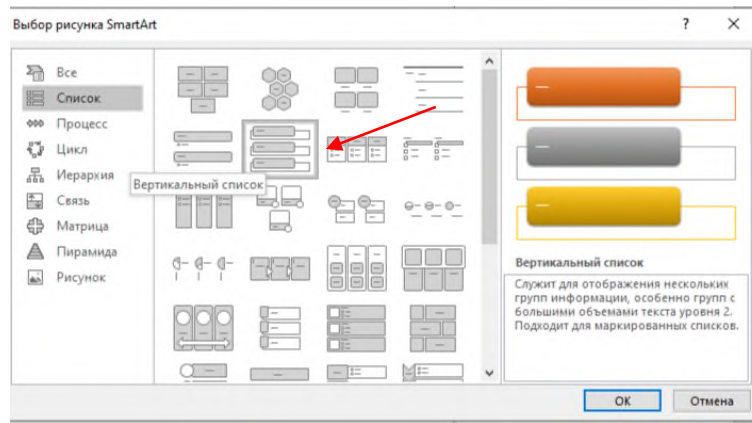 Выбор рисунка SmartArt
?
Все
Список
Процесс
Цикл
Иерархия
Связь
Матрица
Пирамида
Рисунок
Вертикальный список
Вертикальный список
Служит для отображения нескольких
групп информации, особенно групп с
большими объемами текста уровня 2.
Подходит для маркированных списков.
ОК
Отмена